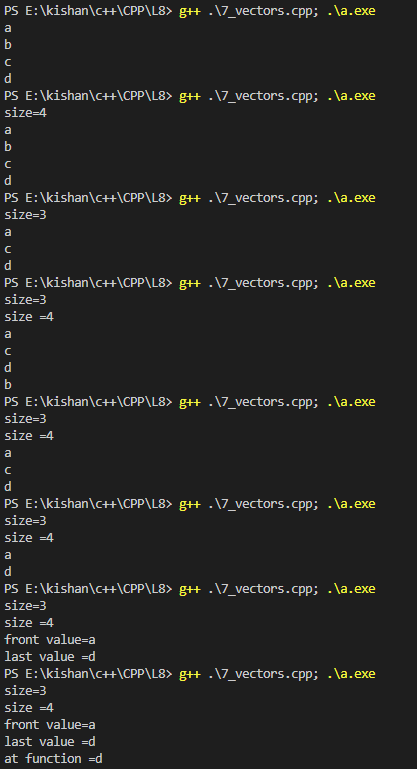 PS E:\kishan\c++\CPP\L8> g++ .\7_vectors.cpp; .\a.exe
a
b
c
d
PS E:\kishan\c++\CPP\L8> g++ .\7_vectors.cpp; .\a.exe
size=4
a
b
c
d
PS E:\kishan\c++\CPP\L8> g++ .\7_vectors.cpp; .\a.exe
size=3
a
c
d
PS E:\kishan\c++\CPP\L8> g++ .\7_vectors.cpp; .\a.exe
size=3
size =4
a
c
d
b
PS E:\kishan\c++\CPP\L8> g++ .\7_vectors.cpp; .\a.exe
size=3
size =4
a
c
d
PS E:\kishan\c++\CPP\L8> g++ .\7_vectors.cpp; .\a.exe
size=3
size =4
a
d
PS E:\kishan\c++\CPP\L8> g++ .\7_vectors.cpp; .\a.exe
size=3
size =4
front value=a
last value =d
PS E:\kishan\c++\CPP\L8> g++ .\7_vectors.cpp; .\a.exe
size=3
size =4
front value=a
last value =d
at function =d